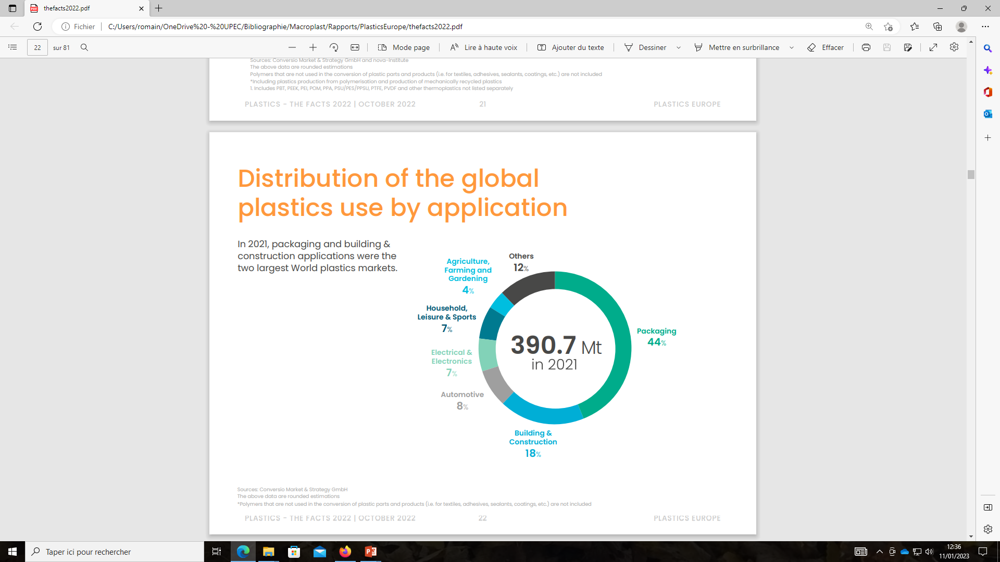 thefacts2022.pdf
Fichier
C:/Users/romain/OneDrive%20-%20UPEC/Bibliographie/Macroplast/Rapports/PlasticsEurope/thefacts2022.pdf
22 sur 81
Mode page
Lire à haute voix
Ajouter du texte
Dessiner
Mettre en surbrillance
Effacer
Sources: Conversio Market & Strategy GmbH and nova-Institute
The above data are rounded estimations
Polymers that are not used in the conversion of plastic parts and products (i.e. for textiles, adhesives, sealants, coatings, etc.) are not included
*Including plastics production from polymerisation and production of mechanically recycled plastics
1. Includes PBT, PEEK, PEI, POM, PPA, PSU/PES/PPSU, PTFE, PVDF and other thermoplastics not listed separately
PLASTICS - THE FACTS 2022 | OCTOBER 2022
21
PLASTICS EUROPE
Distribution of the global
plastics use by application
In 2021, packaging and building &
construction applications were the
two largest World plastics markets.
Others
12%
Agriculture,
Farming and
Gardening
4%
Household,
Leisure & Sports
7%
Electrical &
Electronics
7%
Automotive
8%
Building &
Construction
18%
Packaging
44%
390.7 Mt
in 2021
Sources: Conversio Market & Strategy GmbH
The above data are rounded estimations
*Polymers that are not used in the conversion of plastic parts and products (i.e. for textiles, adhesives, sealants, coatings, etc.) are not included
PLASTICS - THE FACTS 2022 | OCTOBER 2022
22
PLASTICS EUROPE
Taper ici pour rechercher
12:36
11/01/2023